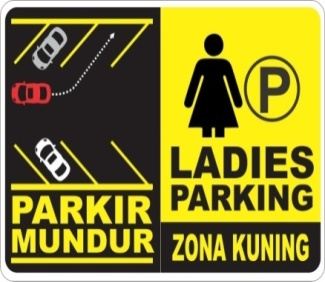 PARKIR
MUNDUR
P
LADIES
PARKING
ZONA KUNING